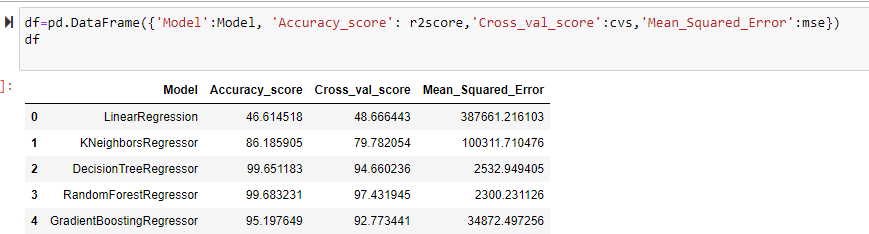 df=pd.DataFrame({'Model':Model, 'Accuracy_score': r2score,'Cross_val_score':cvs,'Mean_Squared_Error':mse})
df
]:
Model Accuracy_score Cross_val_score Mean_Squared_Error
0 LinearRegression 46.614518 48.666443 387661.216103
1 KNeighborsRegressor 86.185905 79.782054 100311.710476
2 DecisionTreeRegressor 99.651183 94.660236 2532.949405
3 RandomForestRegressor 99.683231 97.431945 2300.231126
4 GradientBoostingRegressor 95.197649 92.773441 34872.497256